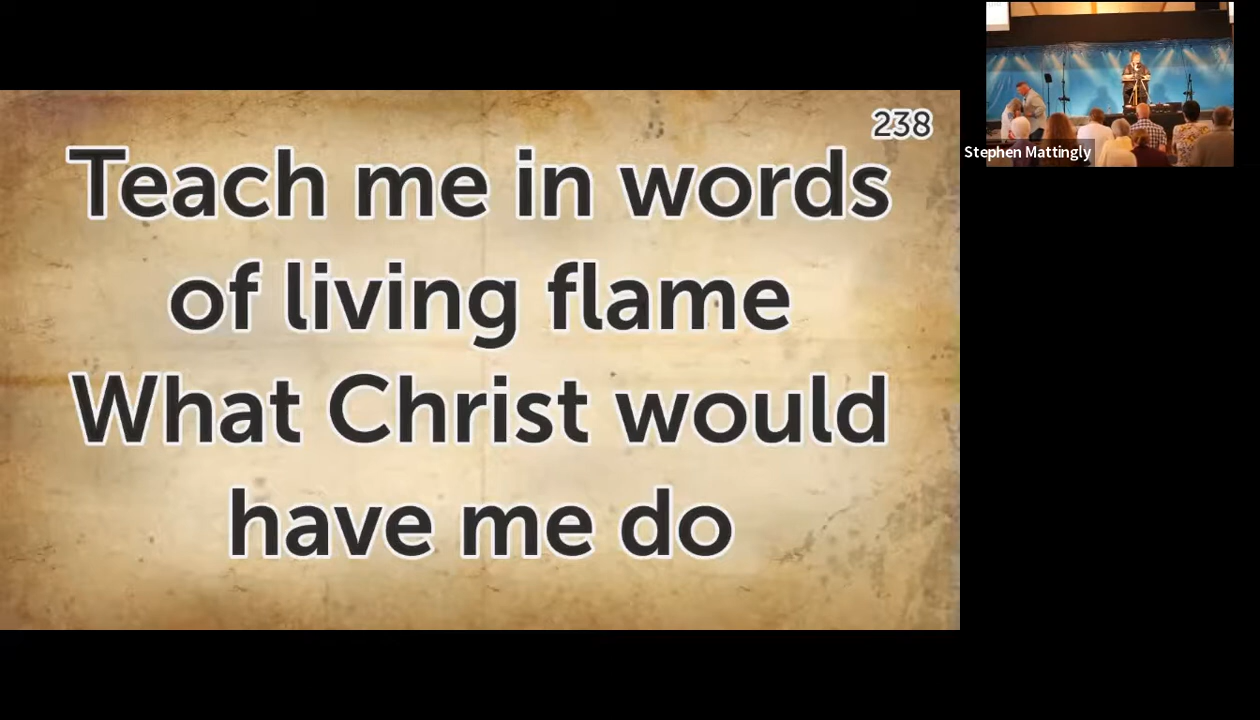 238
Teach me in words
of living flame
What Christ would
have me do
Stephen Mattingly